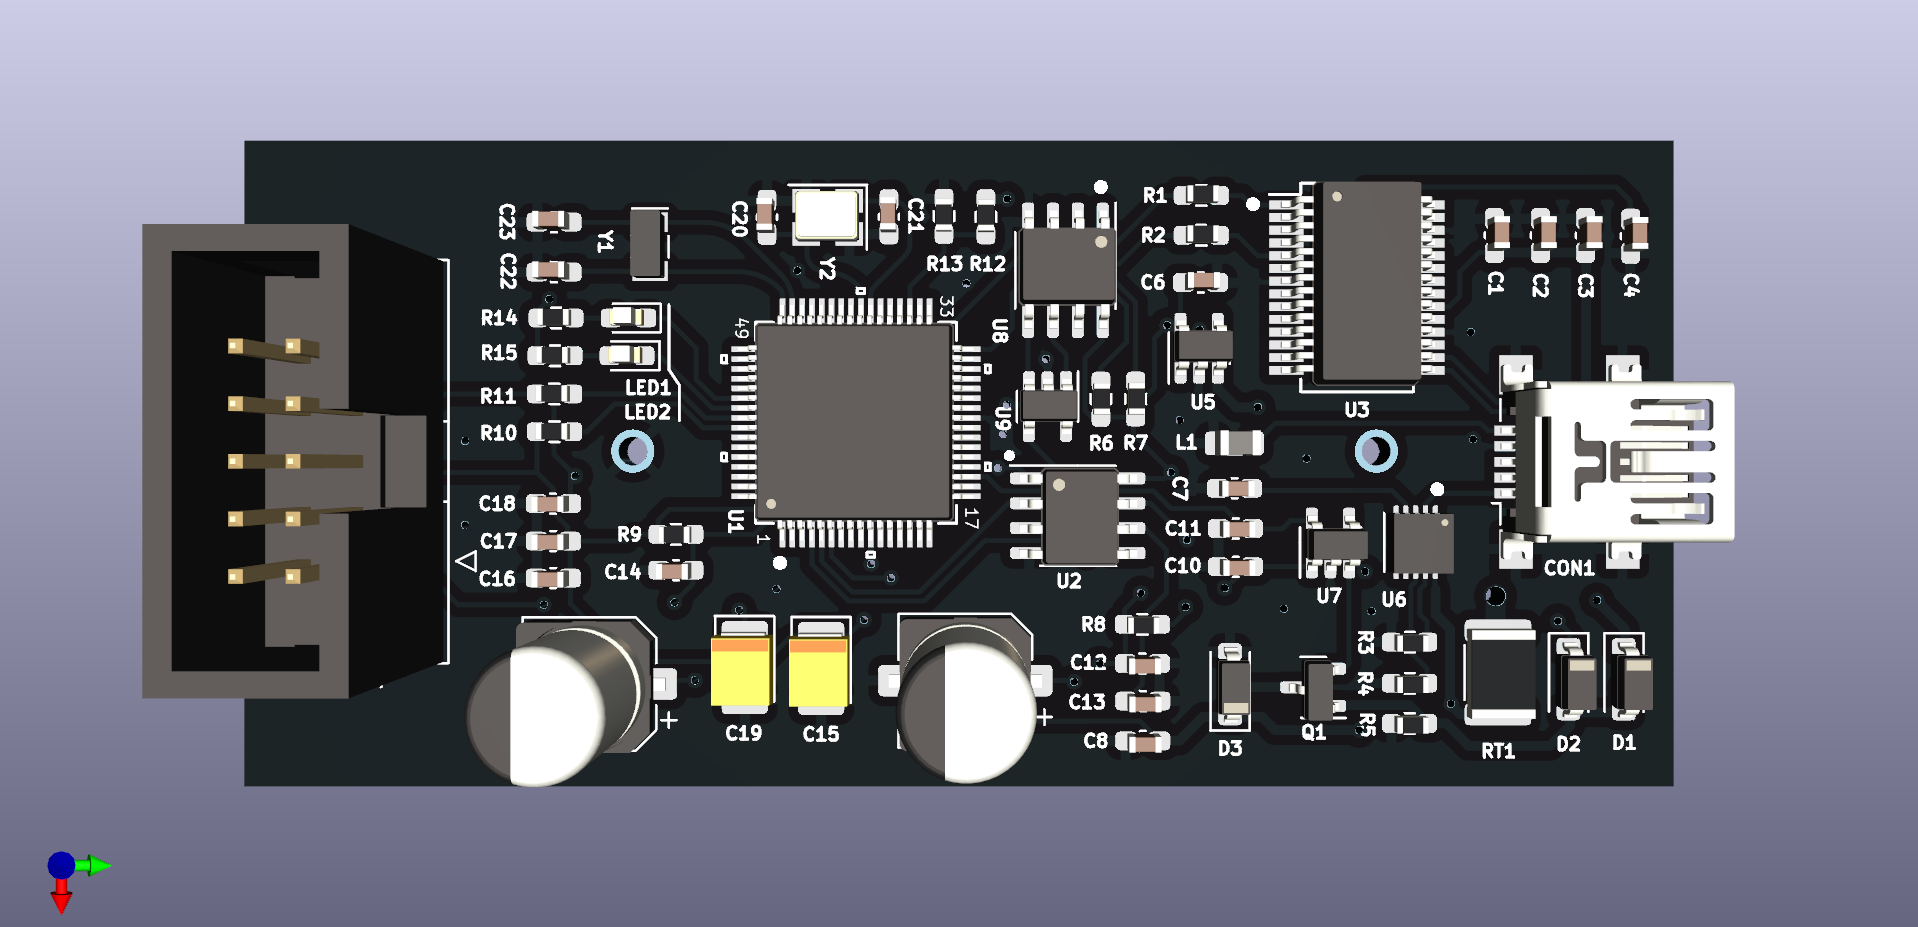 R1
R2
C6
C23
C22
Y1
C20
Y2
C21
R13 R12
U8
R14
R15
R11
R10
LED1
LED2
49
33
U1
1
17
U9
R6 R7
U5
U3
C1 C2 C3 C4
L1
C7
C11
C10
U7
U6
CON1
C18
C17
C16
R9
C14
U2
R8
C12
C13
C8
+
+
C19
C15
D3
Q1
R3
R4
R5
RT1
D2
D1